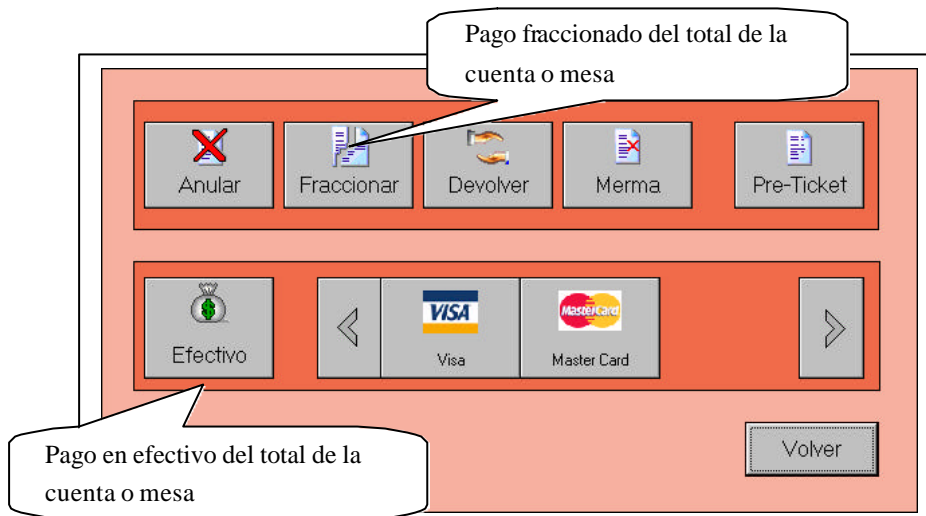 Pago fraccionado del total de la
cuenta o mesa
Anular
Fraccionar
Devolver
Merma
Pre-Ticket
VISA
MasterCard
Efectivo
Visa
Master Card
Volver
Pago en efectivo del total de la
cuenta o mesa